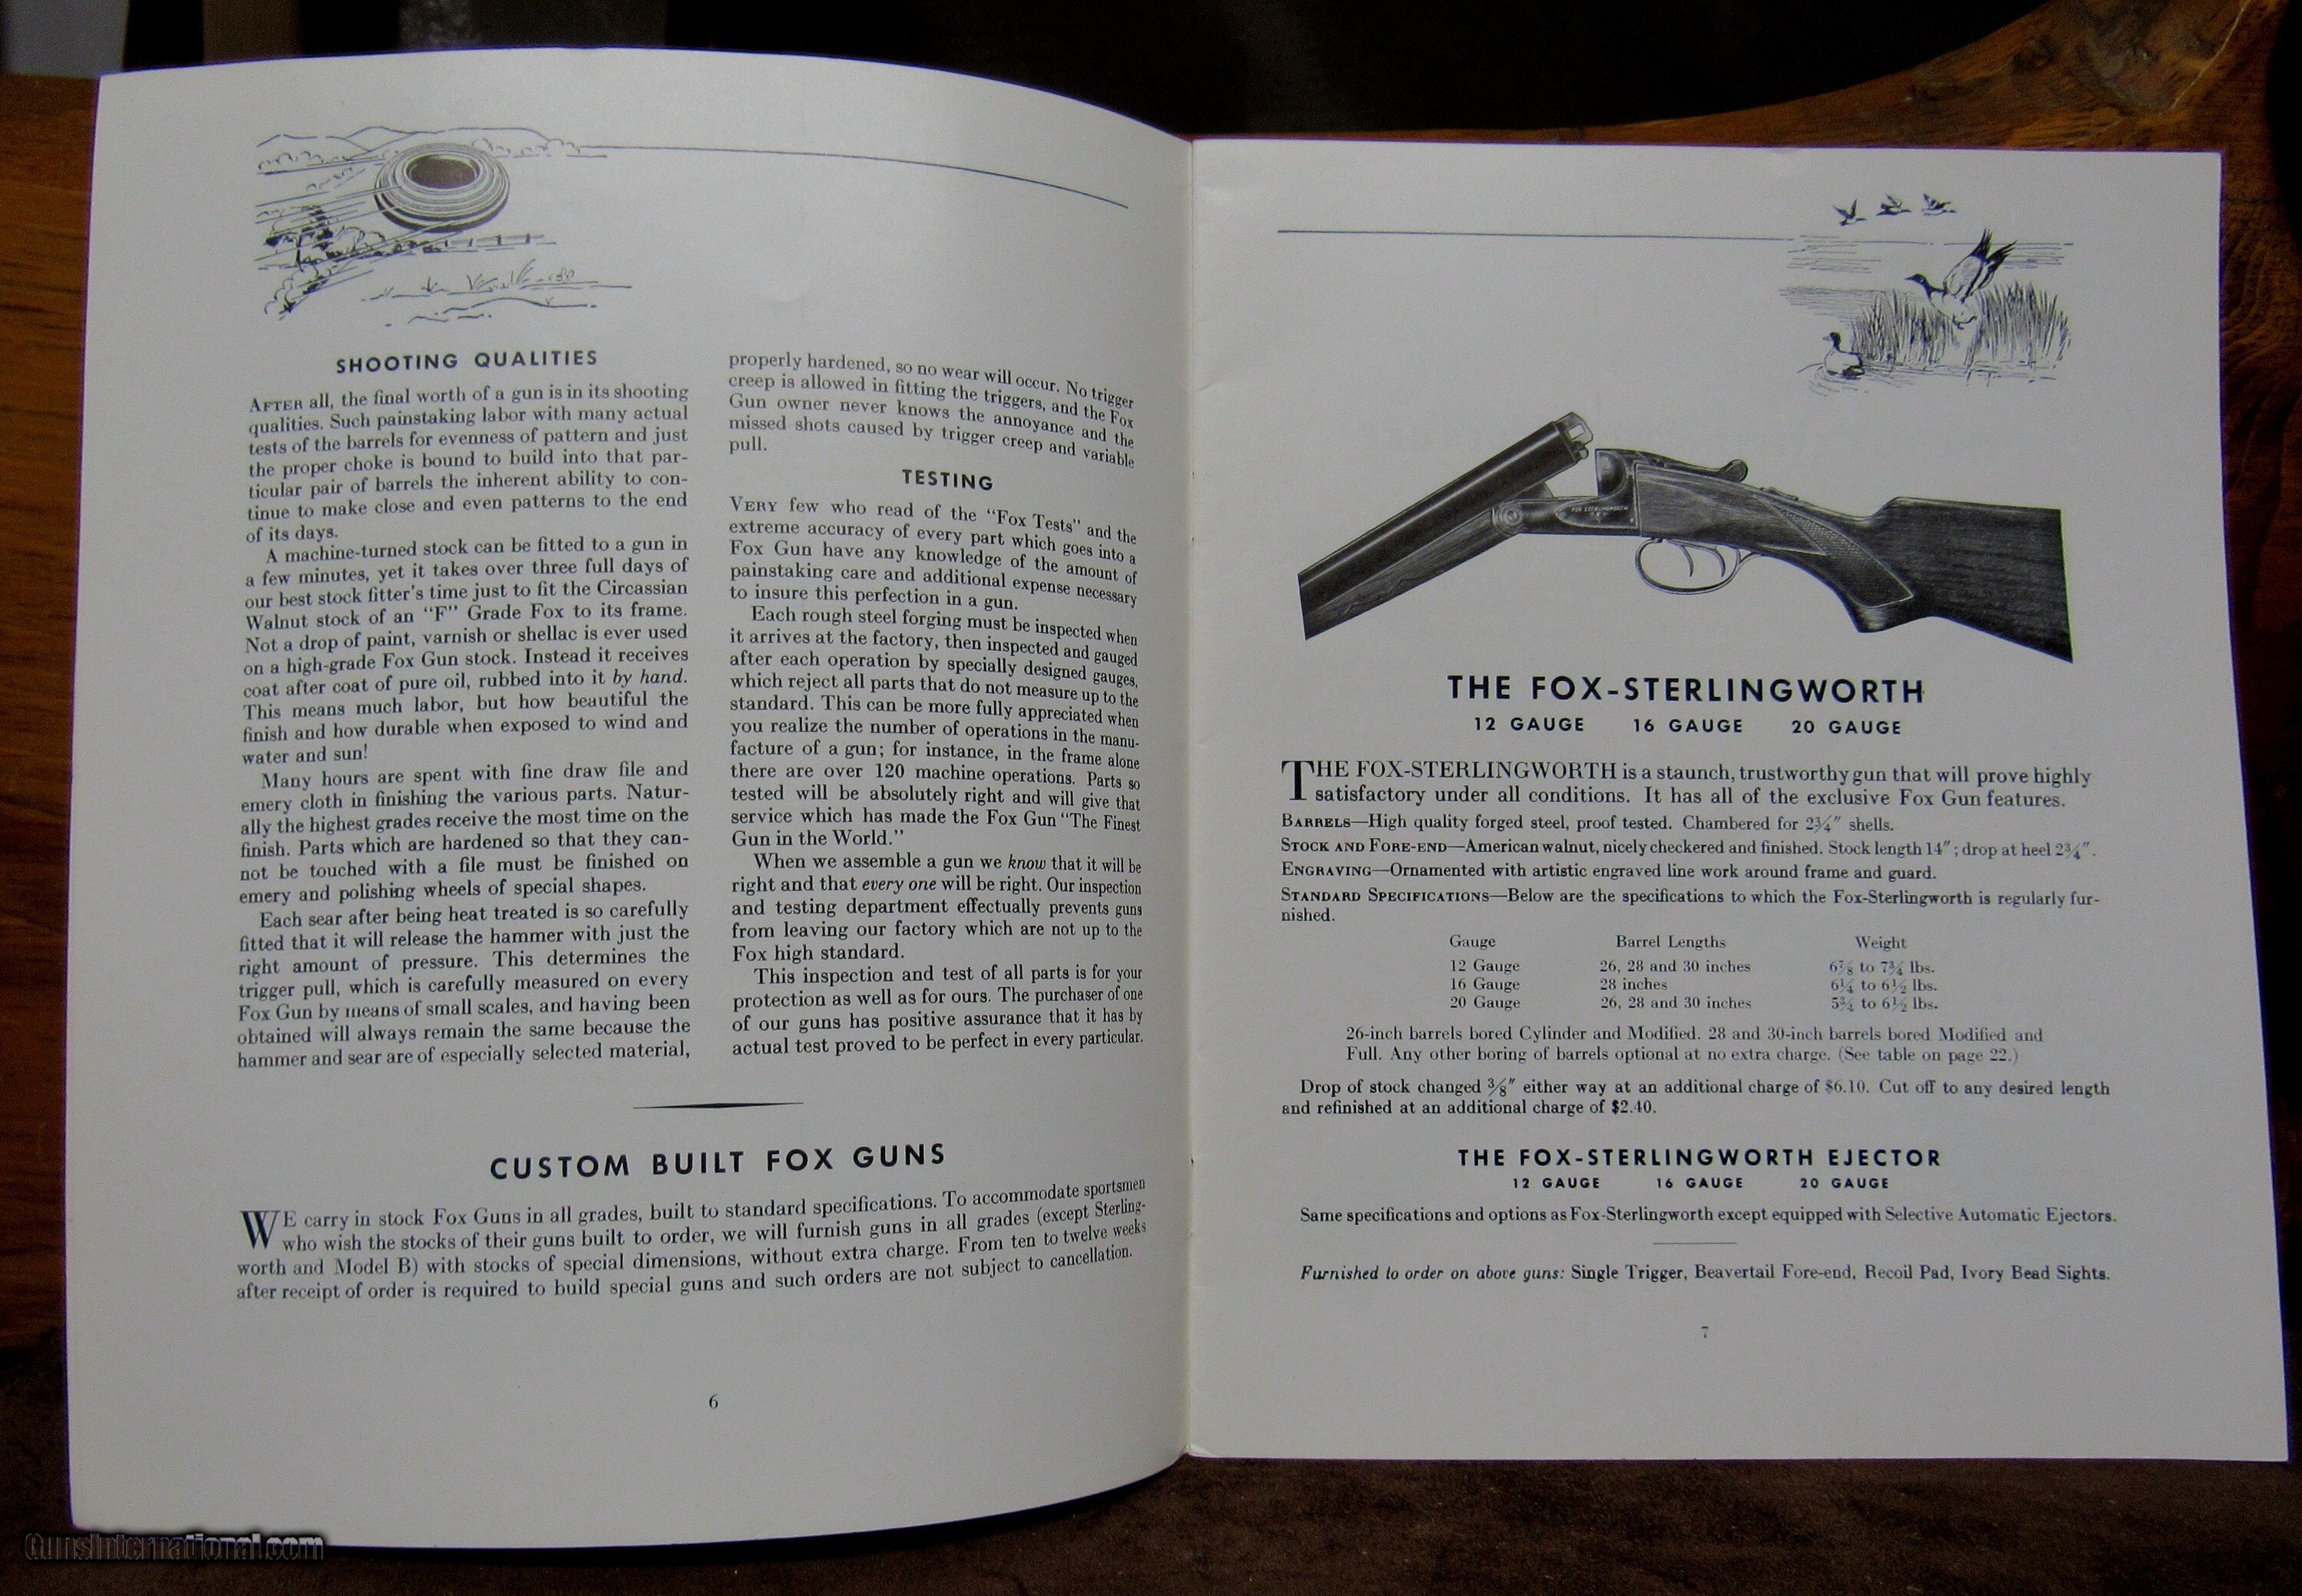 SHOOTING QUALITIES
AFTER all, the final worth of a gun is in its shooting
qualities. Such painstaking labor with many actual
tests of the barrels for evenness of pattern and just
the proper choke is bound to build into that par-
ticular pair of barrels the inherent ability to con-
tinue to make close and even patterns to the end
of its days.
A machine-turned stock can be fitted to a gun in
a few minutes, yet it takes over three full days of
our best stock fitter's time just to fit the Circassian
Walnut stock of an "F" Grade Fox to its frame.
Not a drop of paint, varnish or shellac is ever used
on a high-grade Fox Gun stock. Instead it receives
coat after coat of pure oil, rubbed into it by hand.
This means much labor, but how beautiful the
finish and how durable when exposed to wind and
water and sun!
Many hours are spent with fine draw file and
emery cloth in finishing the various parts. Natur-
ally the highest grades receive the most time on the
finish. Parts which are hardened so that they can-
not be touched with a file must be finished on
emery and polishing wheels of special shapes.
Each sear after being heat treated is so carefully
fitted that it will release the hammer with just the
right amount of pressure. This determines the
trigger pull, which is carefully measured on every
Fox Gun by means of small scales, and having been
obtained will always remain the same because the
hammer and sear are of especially selected material,
properly hardened, so no wear will occur. No trigger
creep is allowed in fitting the triggers, and the Fox
Gun owner never knows the annoyance and the
missed shots caused by trigger creep and variable
pull.
TESTING
VERY few who read of the "Fox Tests" and the
extreme accuracy of every part which goes into a
Fox Gun have any knowledge of the amount of
painstaking care and additional expense necessary
to insure this perfection in a gun.
Each rough steel forging must be inspected when
it arrives at the factory, then inspected and gauged
after each operation by specially designed gauges,
which reject all parts that do not measure up to the
standard. This can be more fully appreciated when
you realize the number of operations in the manu-
facture of a gun; for instance, in the frame alone
there are over 120 machine operations. Parts so
tested will be absolutely right and will give that
service which has made the Fox Gun "The Finest
Gun in the World."
When we assemble a gun we know that it will be
right and that every one will be right. Our inspection
and testing department effectually prevents guns
from leaving our factory which are not up to the
Fox high standard.
This inspection and test of all parts is for your
protection as well as for ours. The purchaser of one
of our guns has positive assurance that it has by
actual test proved to be perfect in every particular.
CUSTOM BUILT FOX GUNS
WE carry in stock Fox Guns in all grades, built to standard specifications. To accommodate sportsmen
who wish the stocks of their guns built to order, we will furnish guns in all grades (except Sterling-
worth and Model B) with stocks of special dimensions, without extra charge. From ten to twelve weeks
after receipt of order is required to build special guns and such orders are not subject to cancellation.
6
FOX STERLINGWORTH
THE FOX-STERLINGWORTH
12 GAUGE 16 GAUGE 20 GAUGE
THE FOX-STERLINGWORTH is a staunch, trustworthy gun that will prove highly
satisfactory under all conditions. It has all of the exclusive Fox Gun features.
BARRELS—High quality forged steel, proof tested. Chambered for 2¾″ shells.
STOCK AND FORE-END—American walnut, nicely checkered and finished. Stock length 14″; drop at heel 2¾″.
ENGRAVING—Ornamented with artistic engraved line work around frame and guard.
STANDARD SPECIFICATIONS—Below are the specifications to which the Fox-Sterlingworth is regularly fur-
nished.
Gauge Barrel Lengths Weight
12 Gauge 26, 28 and 30 inches 6⅞ to 7¾ lbs.
16 Gauge 28 inches 6¼ to 6½ lbs.
20 Gauge 26, 28 and 30 inches 5¾ to 6½ lbs.
26-inch barrels bored Cylinder and Modified. 28 and 30-inch barrels bored Modified and
Full. Any other boring of barrels optional at no extra charge. (See table on page 22.)
Drop of stock changed ⅜″ either way at an additional charge of $6.10. Cut off to any desired length
and refinished at an additional charge of $2.40.
THE FOX-STERLINGWORTH EJECTOR
12 GAUGE 16 GAUGE 20 GAUGE
Same specifications and options as Fox-Sterlingworth except equipped with Selective Automatic Ejectors.
Furnished to order on above guns: Single Trigger, Beavertail Fore-end, Recoil Pad, Ivory Bead Sights.
7
GunsInternational.com